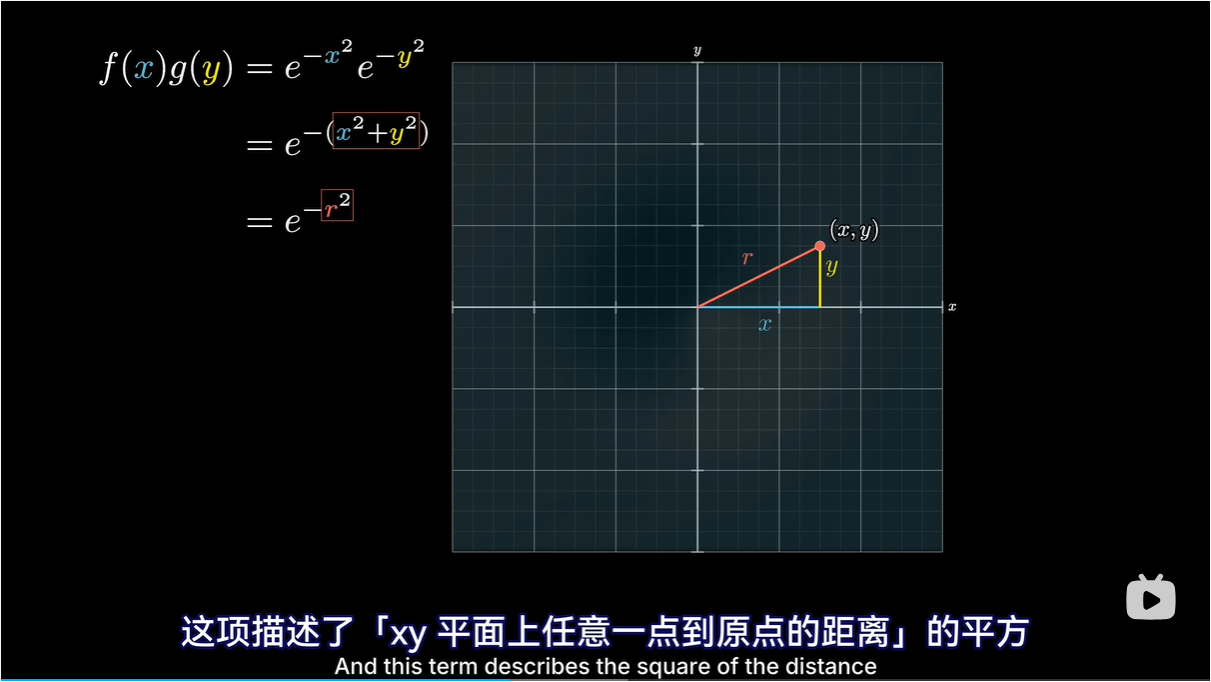 f(x)g(y) = e^{-x^2} e^{-y^2}
= e^{-(x^2+y^2)}
= e^{-r^2}
y
(x, y)
r
y
x
x
这项描述了「xy 平面上任意一点到原点的距离」的平方
And this term describes the square of the distance